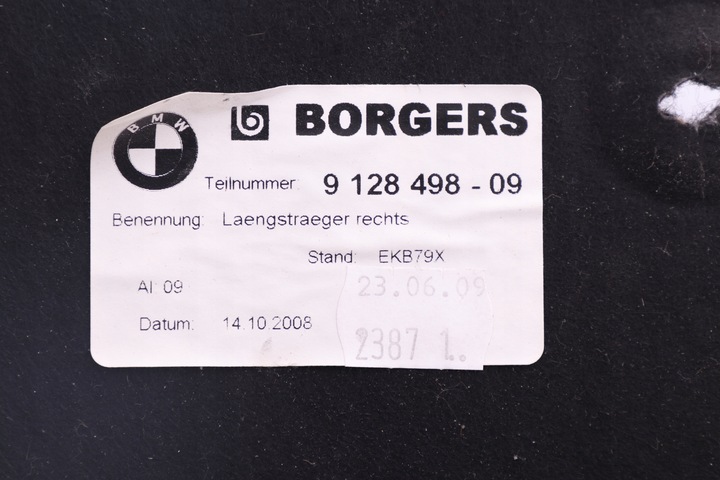 BMW
b BORGERS
Teilnummer: 9 128 498 - 09
Benennung: Laengstraeger rechts
Stand: EKB79X
AI: 09
23.06.09
Datum: 14.10.2008
2387 1..